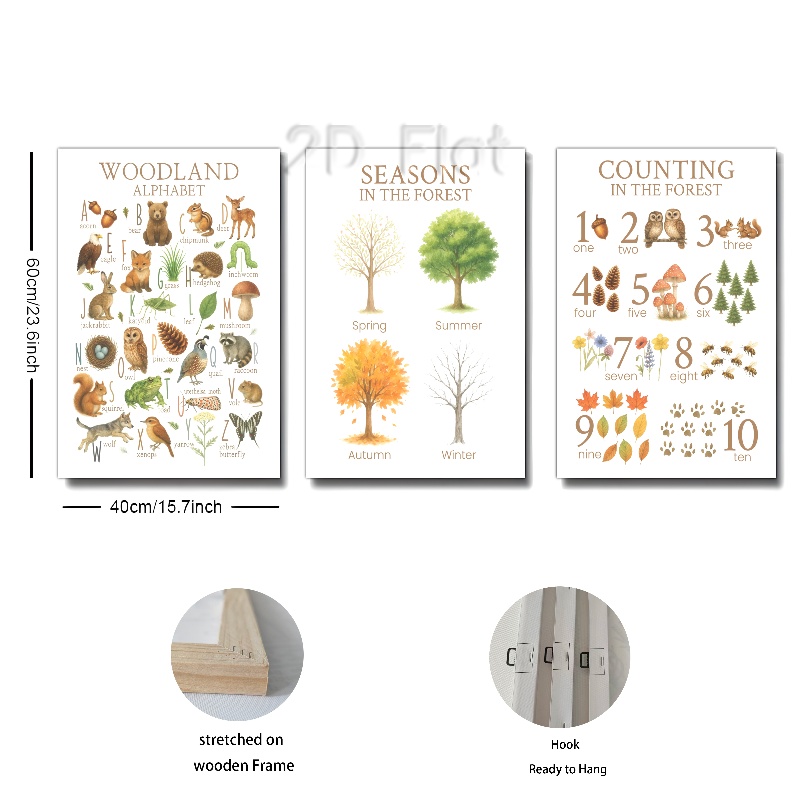 2D Flat
WOODLAND
ALPHABET
A
acorn
B
bear
C
chipmunk
D
deer
E
eagle
F
fox
G
grass
H
hedgehog
I
inchworm
J
jackrabbit
K
katydid
L
leaf
M
mushroom
N
nest
O
owl
P
pinecone
Q
quail
R
raccoon
S
squirrel
T
toad
U
V
vole
W
wolf
X
xenops
Y
yarrow
Z
zebra
butterfly
SEASONS
IN THE FOREST
Spring
Summer
Autumn
Winter
COUNTING
IN THE FOREST
1
one
2
two
3
three
4
four
5
five
6
six
7
seven
8
eight
9
nine
10
ten
60cm/23.6inch
40cm/15.7inch
stretched on
wooden Frame
Hook
Ready to Hang